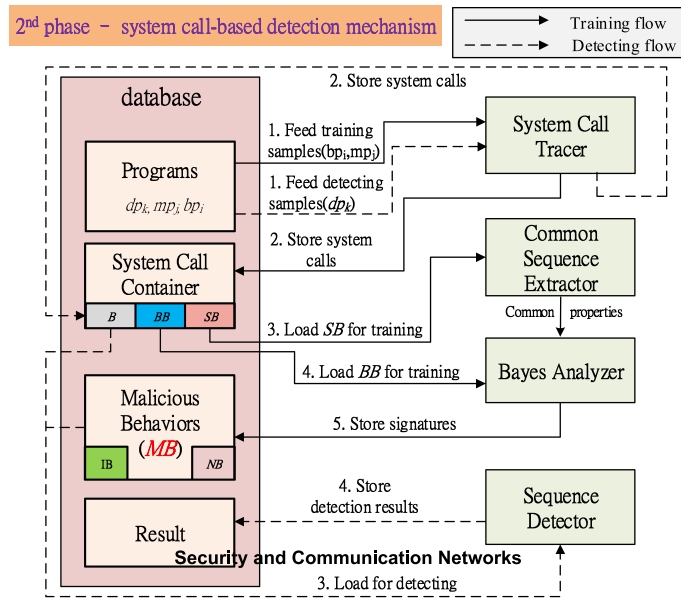 2nd phase – system call-based detection mechanism
Training flow
Detecting flow
2. Store system calls
database
1. Feed training
samples(bpi,mpj)
System Call
Tracer
Programs
dpk, mpj, bpi
1. Feed detecting
samples(dpk)
2. Store system
calls
System Call
Container
B
BB
SB
Common
Sequence
Extractor
3. Load SB for training
Common properties
4. Load BB for training
Bayes Analyzer
Malicious
Behaviors
(MB)
IB
NB
5. Store signatures
4. Store
detection results
Sequence
Detector
Result
Security and Communication Networks
3. Load for detecting